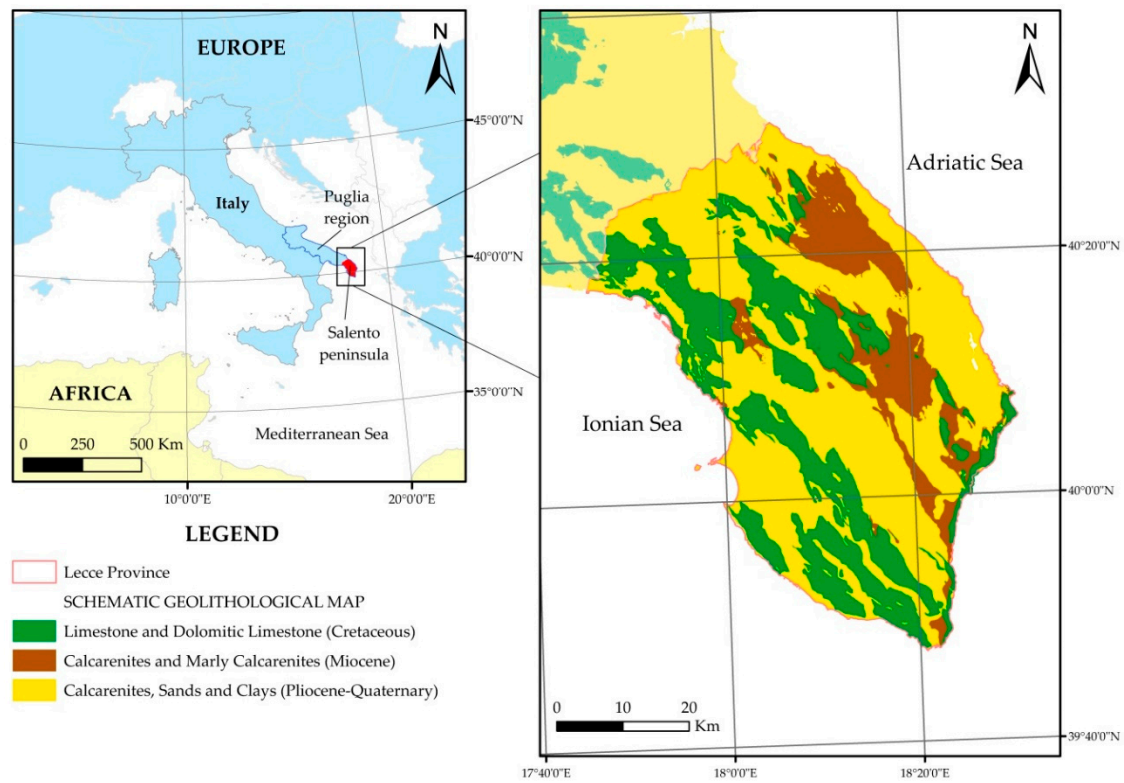 EUROPE
N
45°0'0"N
Italy
Puglia
region
40°0'0"N
Salento
peninsula
AFRICA
35°0'0"N
Mediterranean Sea
0 250 500 Km
10°0'0"E 20°0'0"E
N
Adriatic Sea
40°20'0"N
Ionian Sea
40°0'0"N
0 10 20
Km
39°40'0"N
17°40'0"E 18°0'0"E 18°20'0"E
LEGEND
Lecce Province
SCHEMATIC GEOLITHOLOGICAL MAP
Limestone and Dolomitic Limestone (Cretaceous)
Calcarenites and Marly Calcarenites (Miocene)
Calcarenites, Sands and Clays (Pliocene-Quaternary)